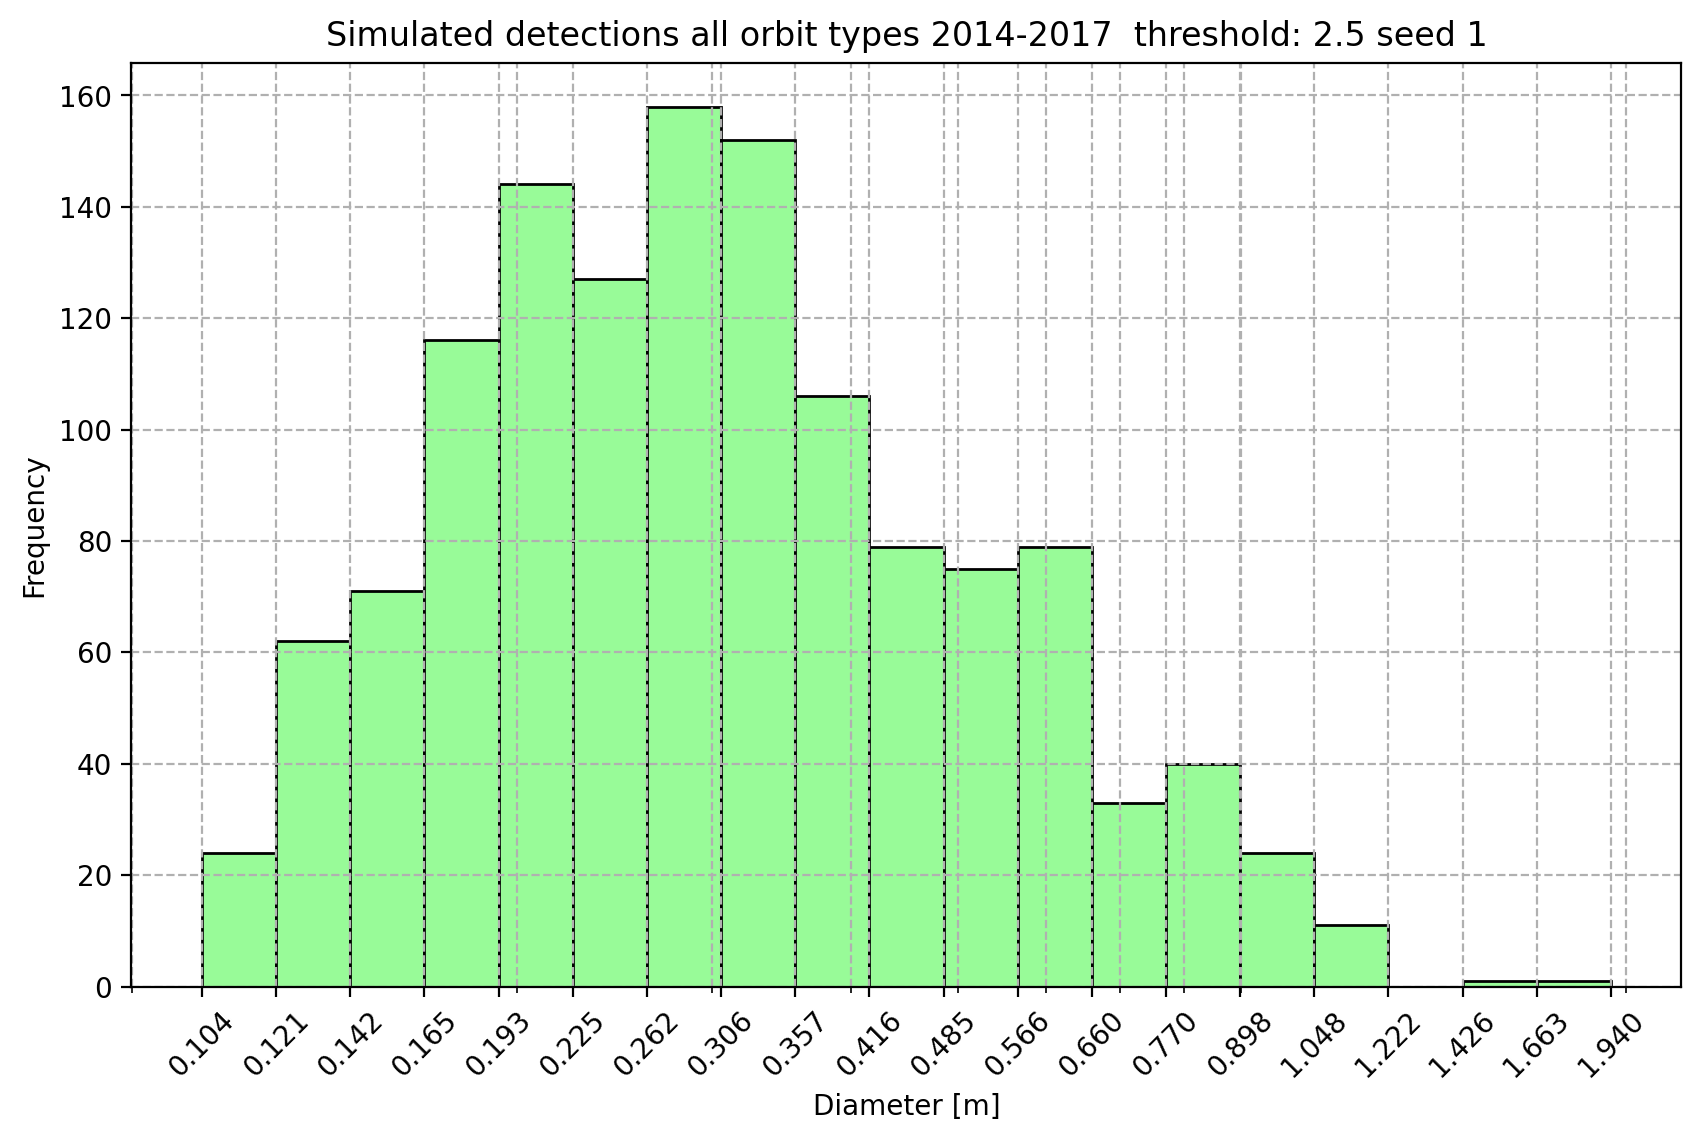 Simulated detections all orbit types 2014-2017  threshold: 2.5 seed 1
160
140
120
100
80
60
40
20
0
Frequency
0.104 0.121 0.142 0.165 0.193 0.225 0.262 0.306 0.357 0.416 0.485 0.566 0.660 0.770 0.898 1.048 1.222 1.426 1.663 1.940
Diameter [m]